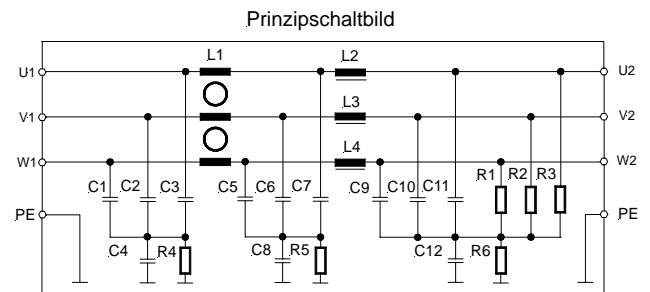 Prinzipschaltbild
L1 L2
U1 U2
L3
V1 V2
L4
W1 W2
R1 R2 R3
C1 C2 C3 C5 C6 C7 C9 C10 C11
PE PE
C4 R4 C8 R5 C12 R6